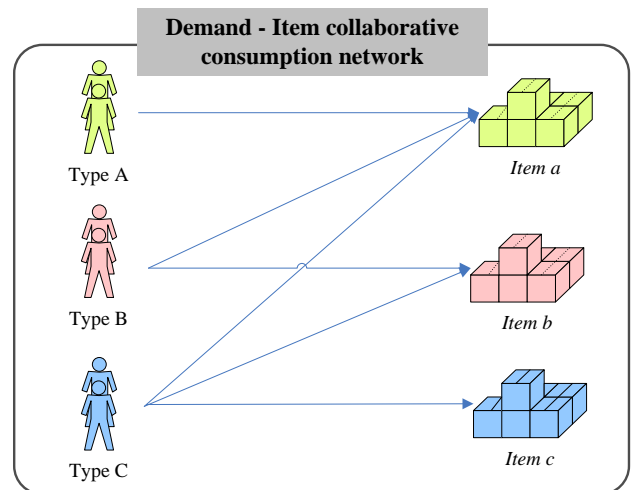 Demand - Item collaborative
consumption network
Type A
Item a
Type B
Item b
Type C
Item c